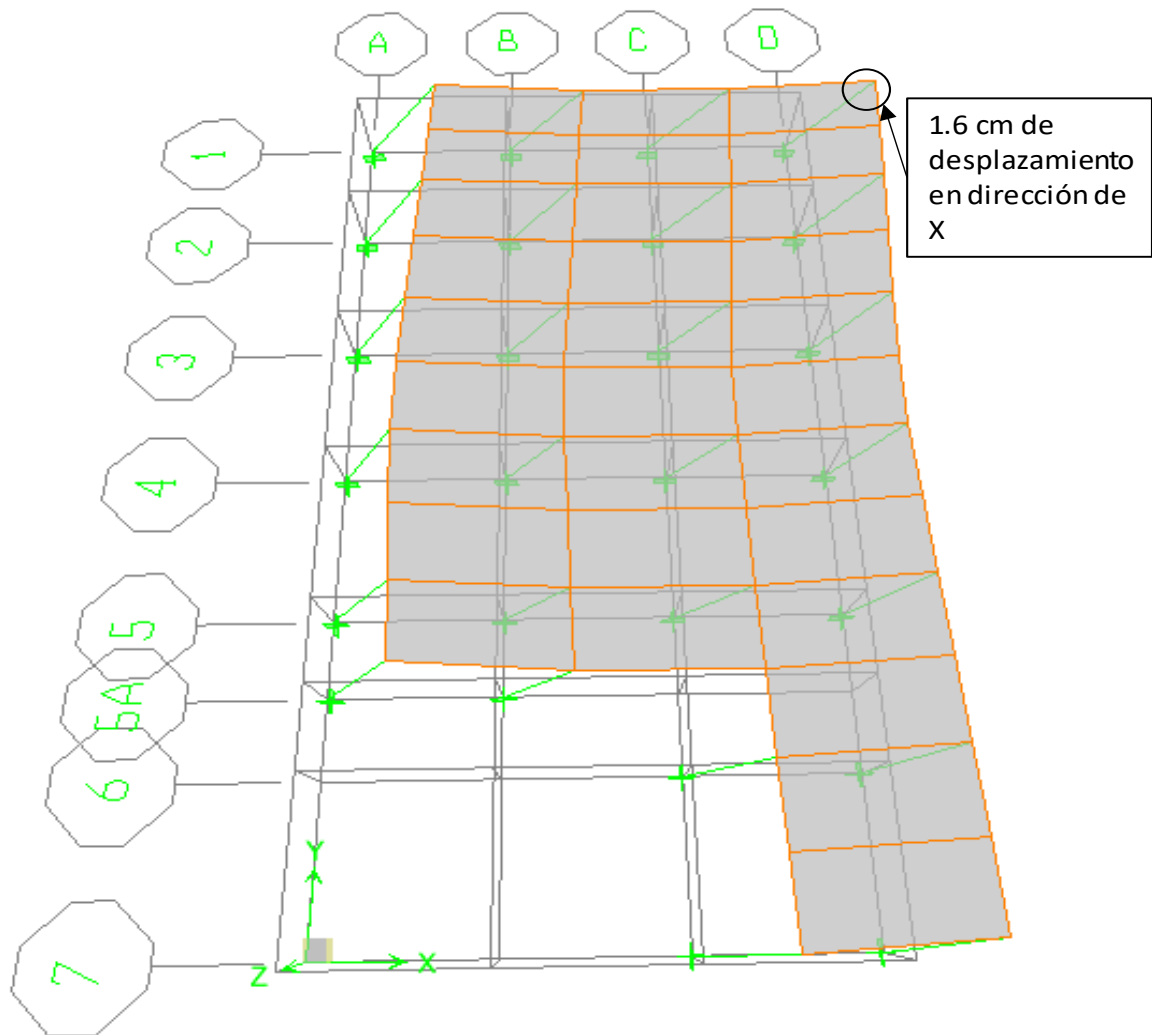 A
B
C
D
1
2
3
4
5
5A
6
7
Y
X
Z
1.6 cm de
desplazamiento
en dirección de
X